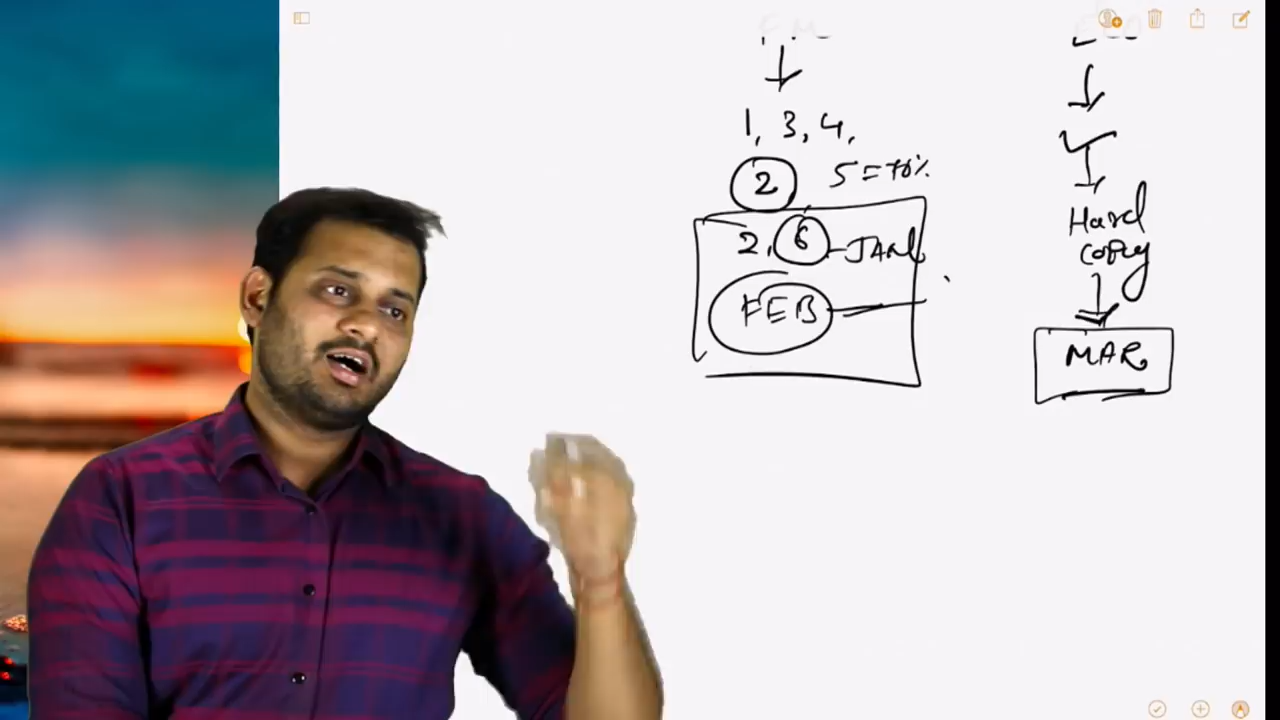 1, 3, 4,
2
5 = 70%
2, 6 - JAN
FEB
Hard
copy
MAR